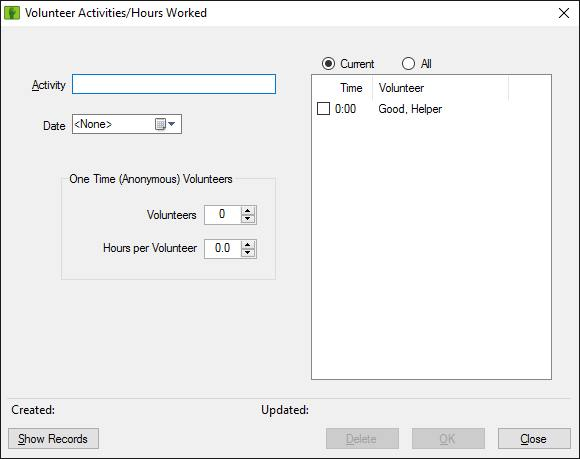 Volunteer Activities/Hours Worked
Current All
Activity
Time Volunteer
0:00 Good, Helper
Date <None>
One Time (Anonymous) Volunteers
Volunteers 0
Hours per Volunteer 0.0
Created: Updated:
Show Records Delete OK Close